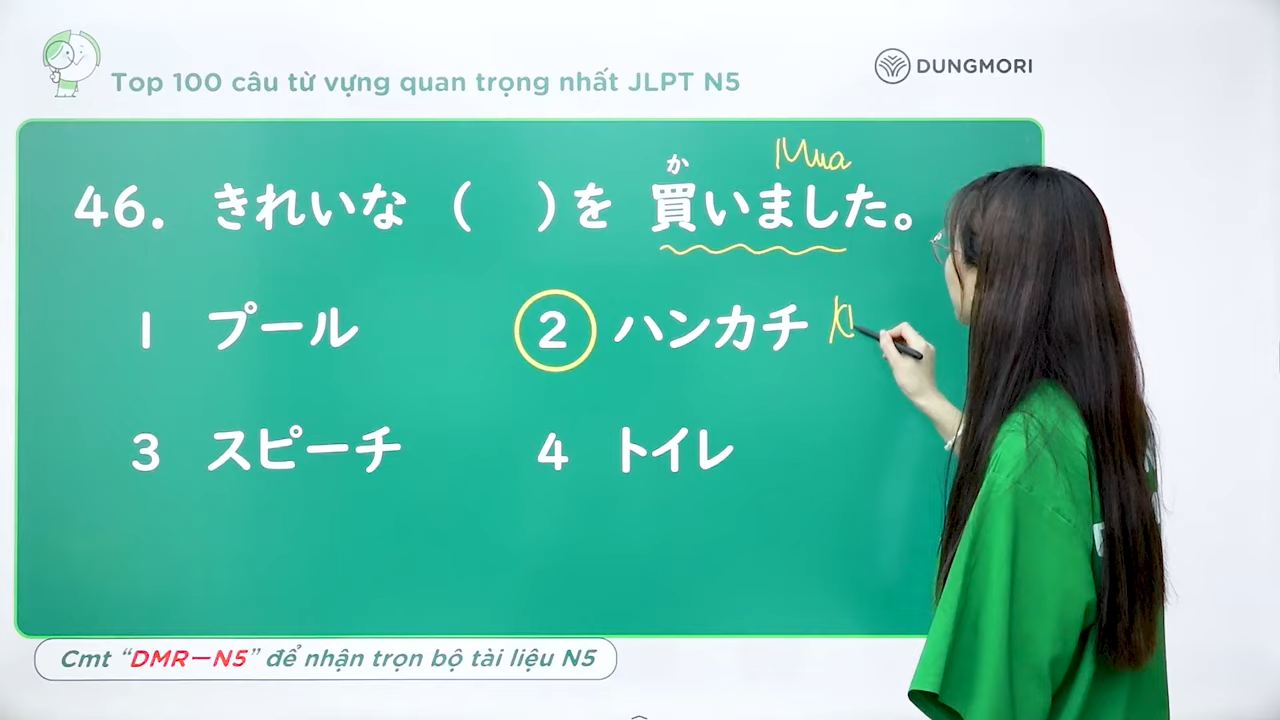 Top 100 câu từ vựng quan trọng nhất JLPT N5
DUNGMORI
か
Mua
46. きれいな ( )を 買いました。
1 プール
2 ハンカチ
3 スピーチ
4 トイレ
Cmt “DMR—N5” để nhận trọn bộ tài liệu N5